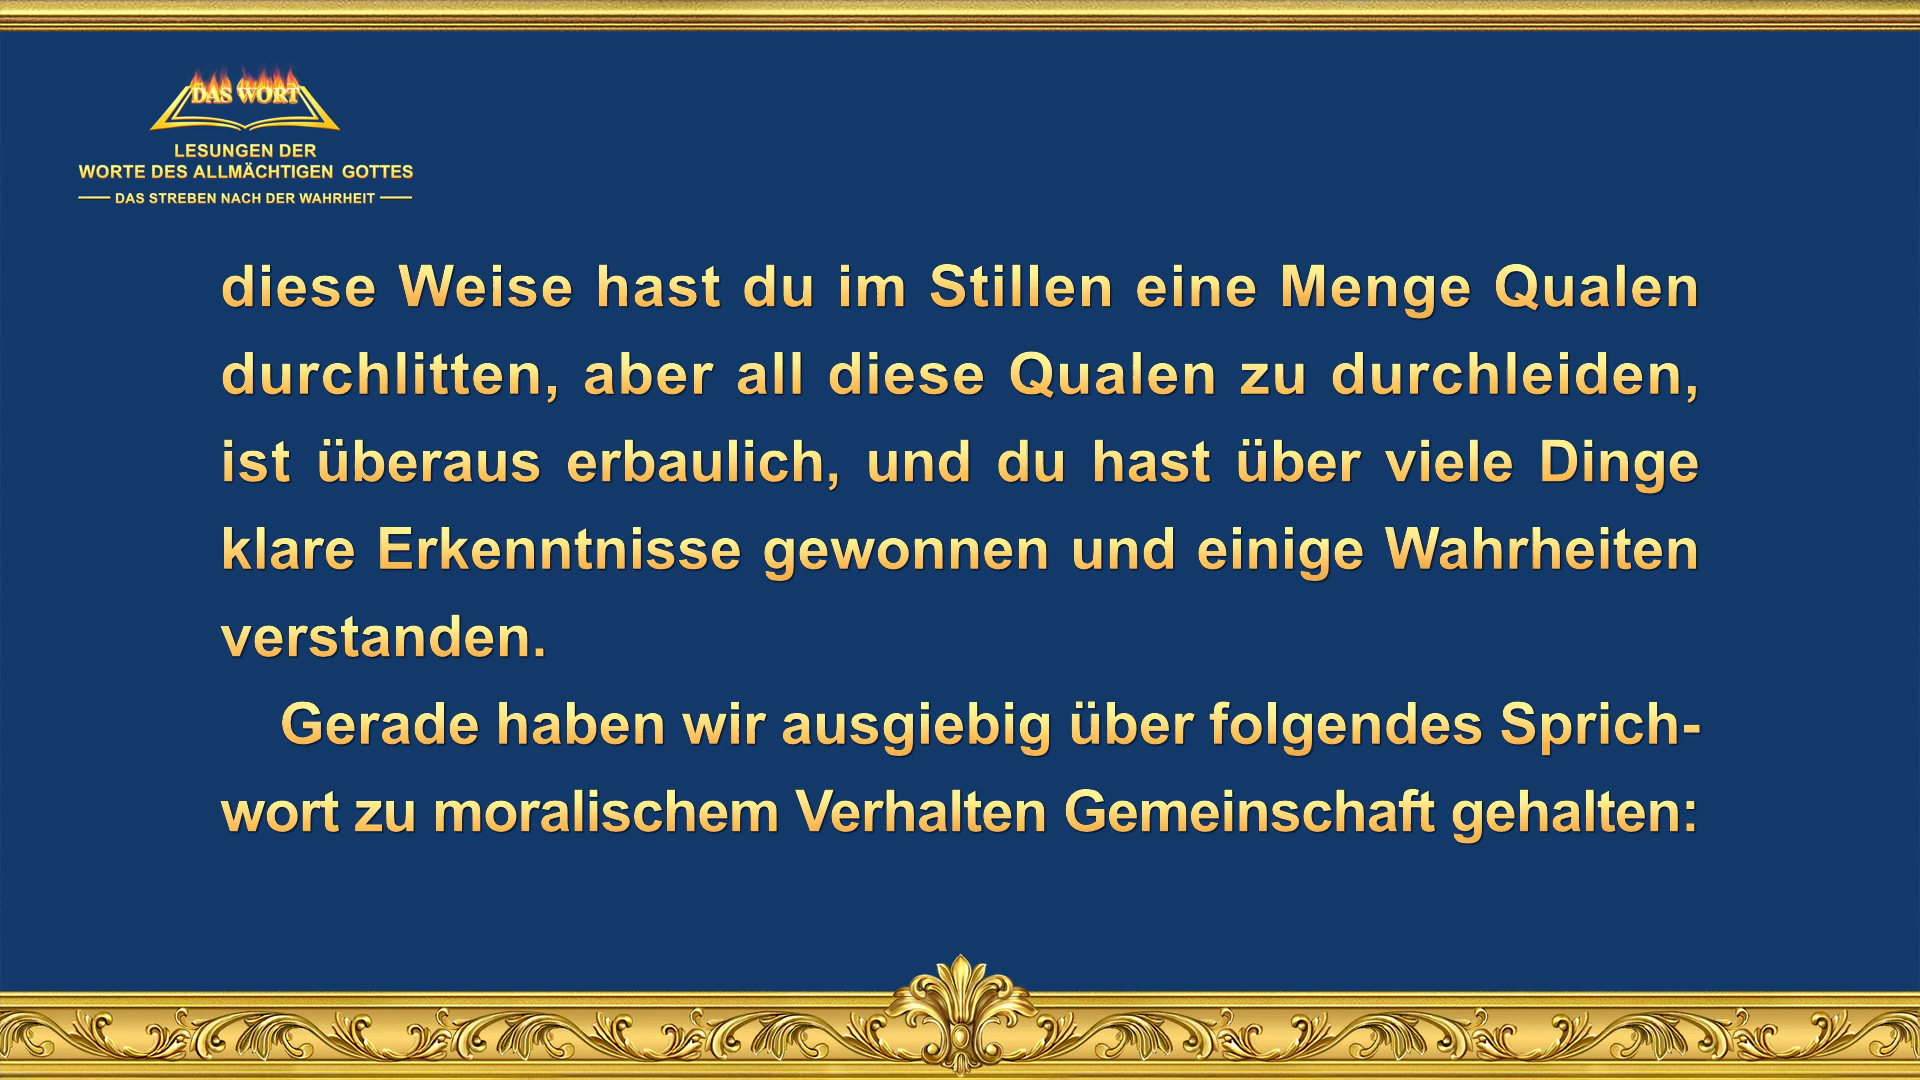 DAS WORT
LESUNGEN DER
WORTE DES ALLMÄCHTIGEN GOTTES
DAS STREBEN NACH DER WAHRHEIT
diese Weise hast du im Stillen eine Menge Qualen
durchlitten, aber all diese Qualen zu durchleiden,
ist überaus erbaulich, und du hast über viele Dinge
klare Erkenntnisse gewonnen und einige Wahrheiten
verstanden.
Gerade haben wir ausgiebig über folgendes Sprich-
wort zu moralischem Verhalten Gemeinschaft gehalten: